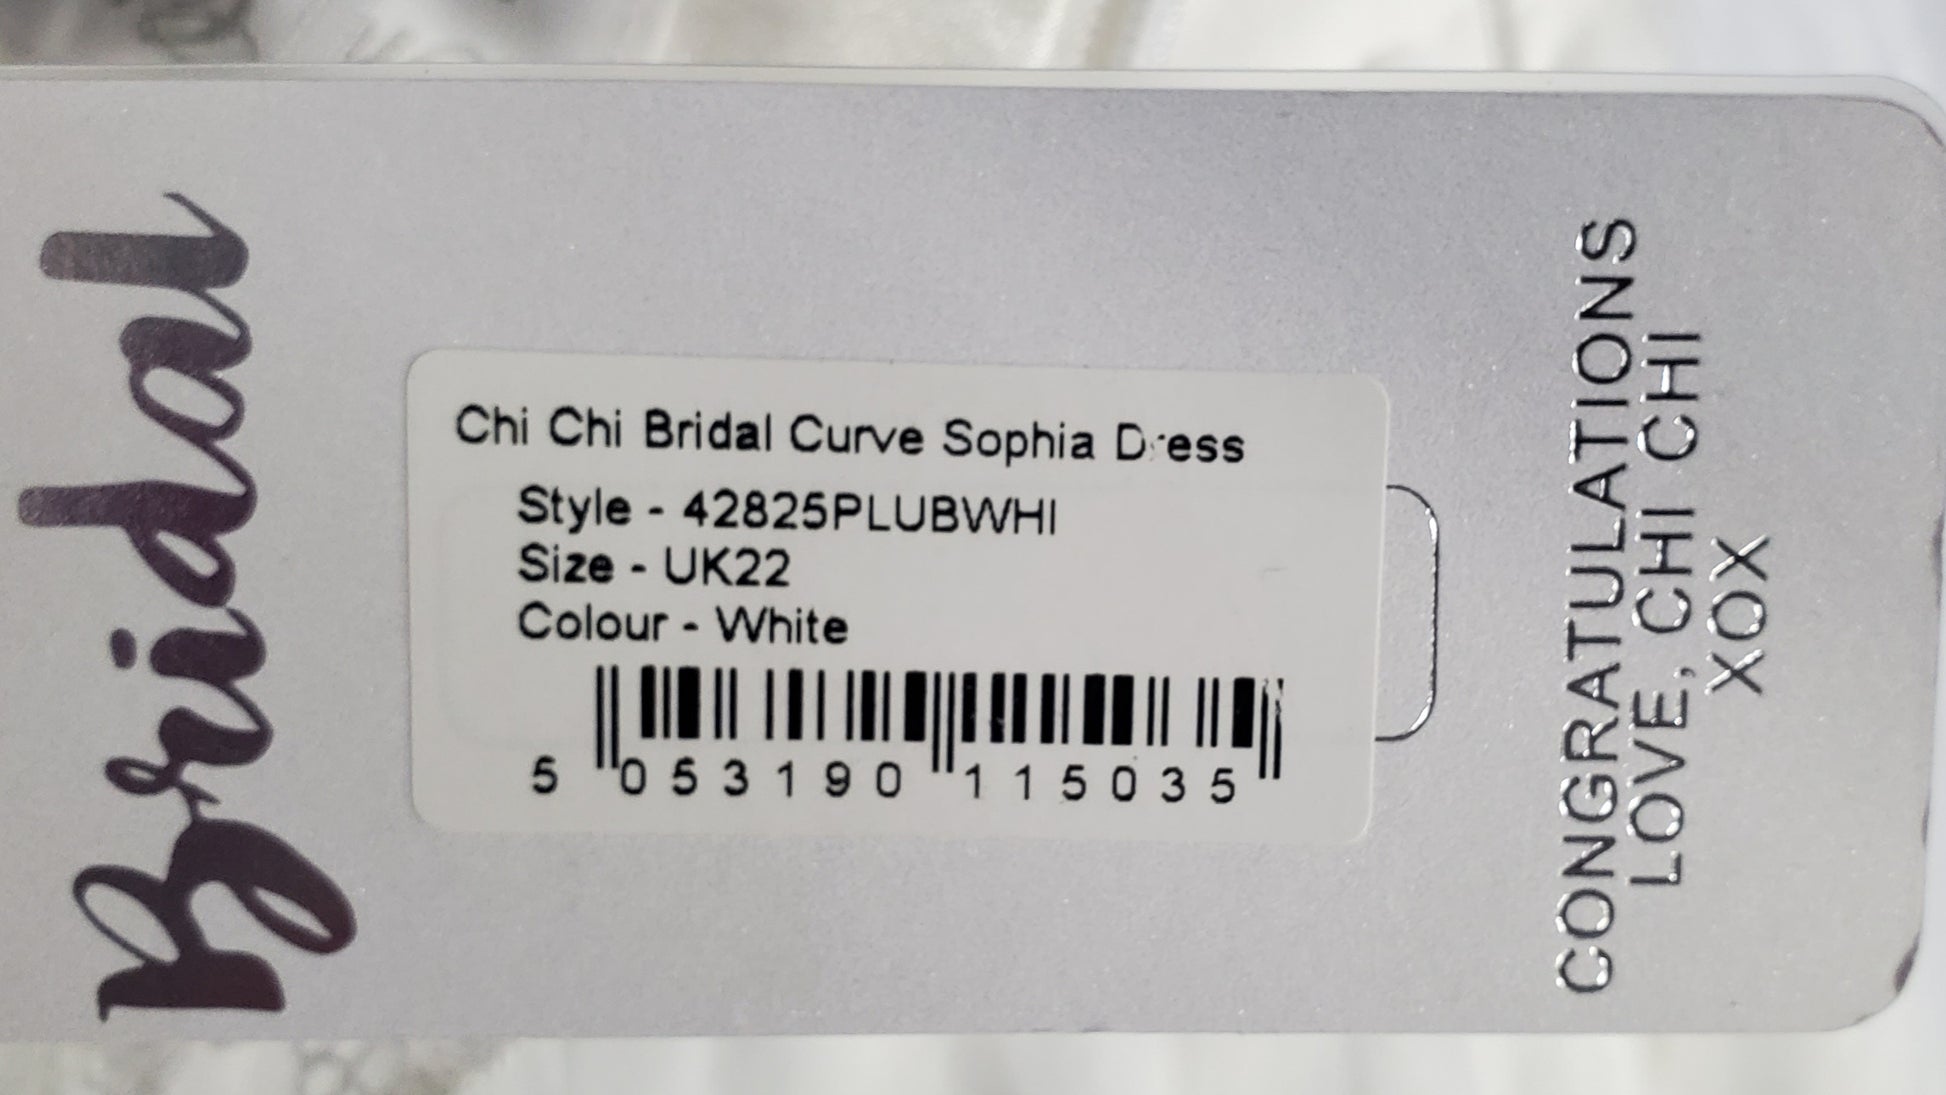 Bridal
Chi Chi Bridal Curve Sophia Dress
Style - 42825PLUBWHI
Size - UK22
Colour - White
5 053190 115035
CONGRATULATIONS
LOVE, CHI CHI
XOX